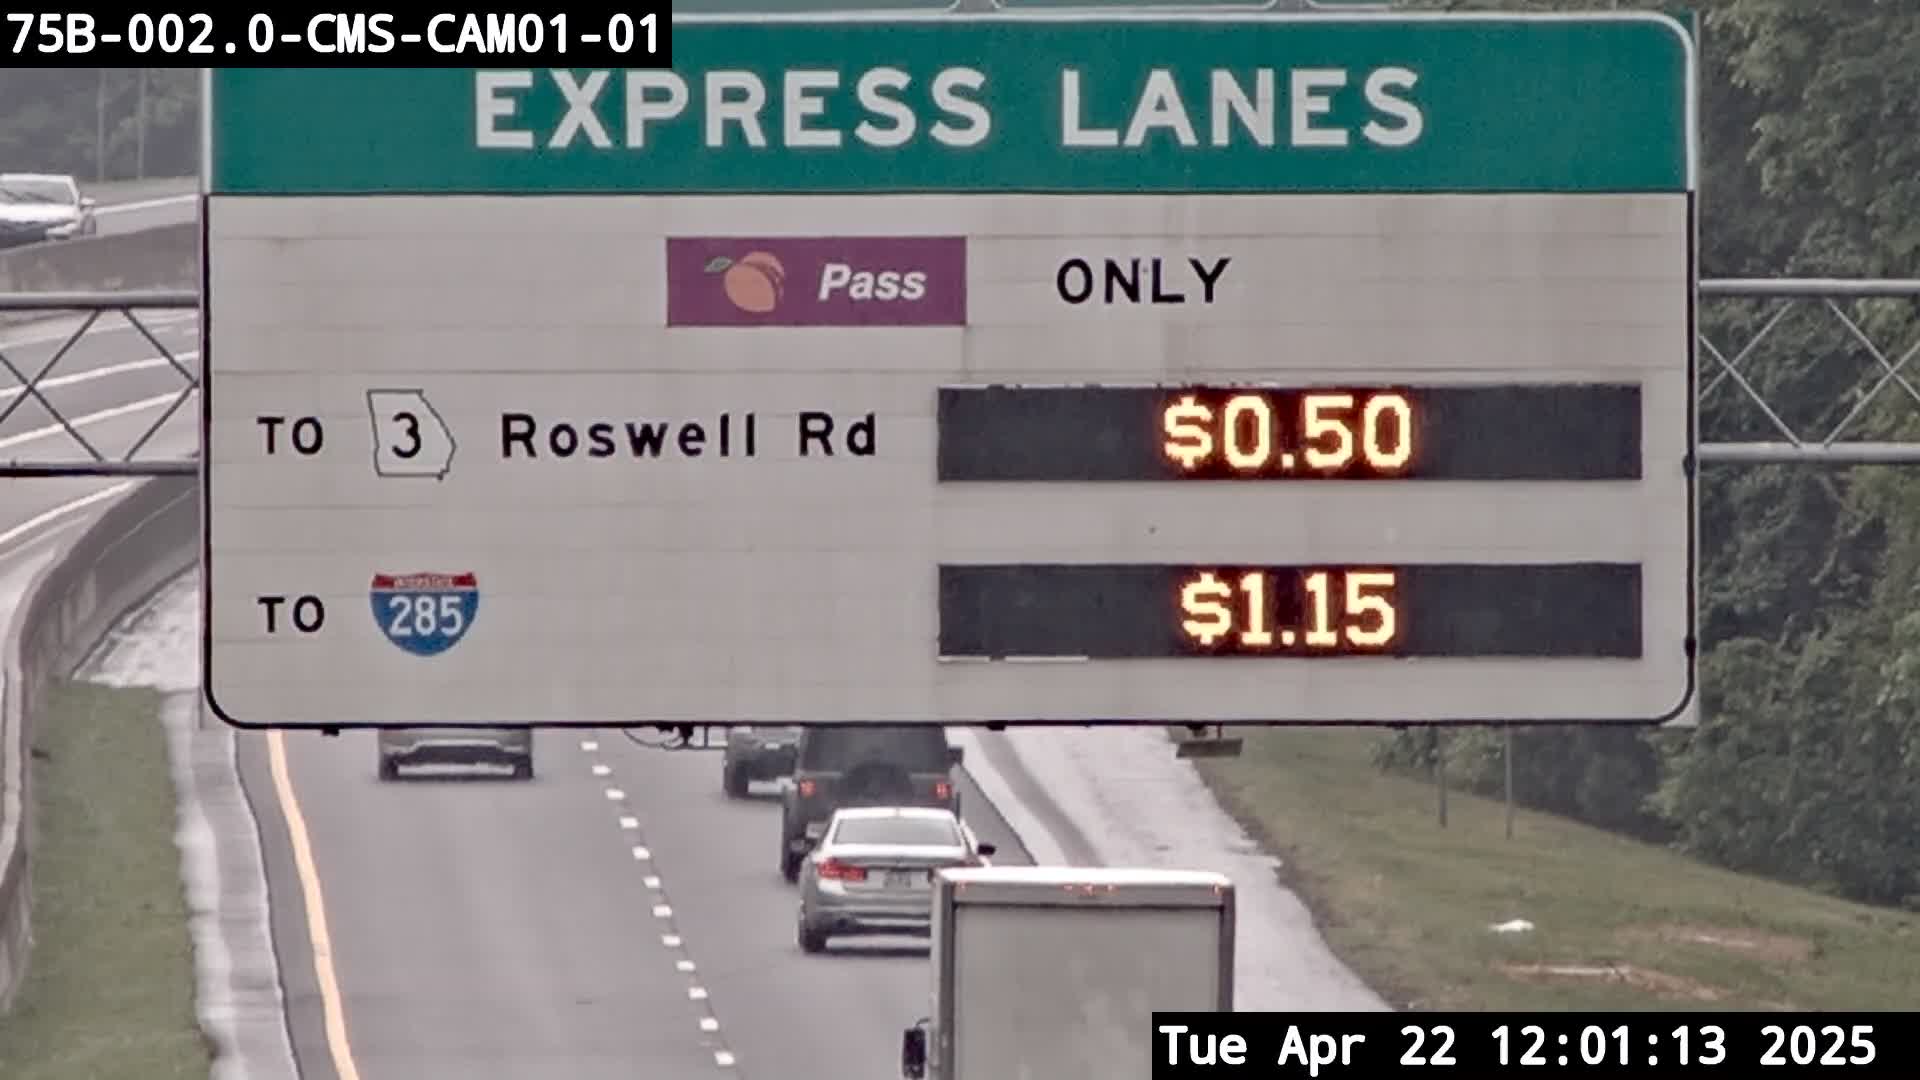 75B-002.0-CMS-CAM01-01
EXPRESS LANES
Pass ONLY
TO 3 Roswell Rd $0.50
TO INTERSTATE 285 $1.15
Tue Apr 22 12:01:13 2025